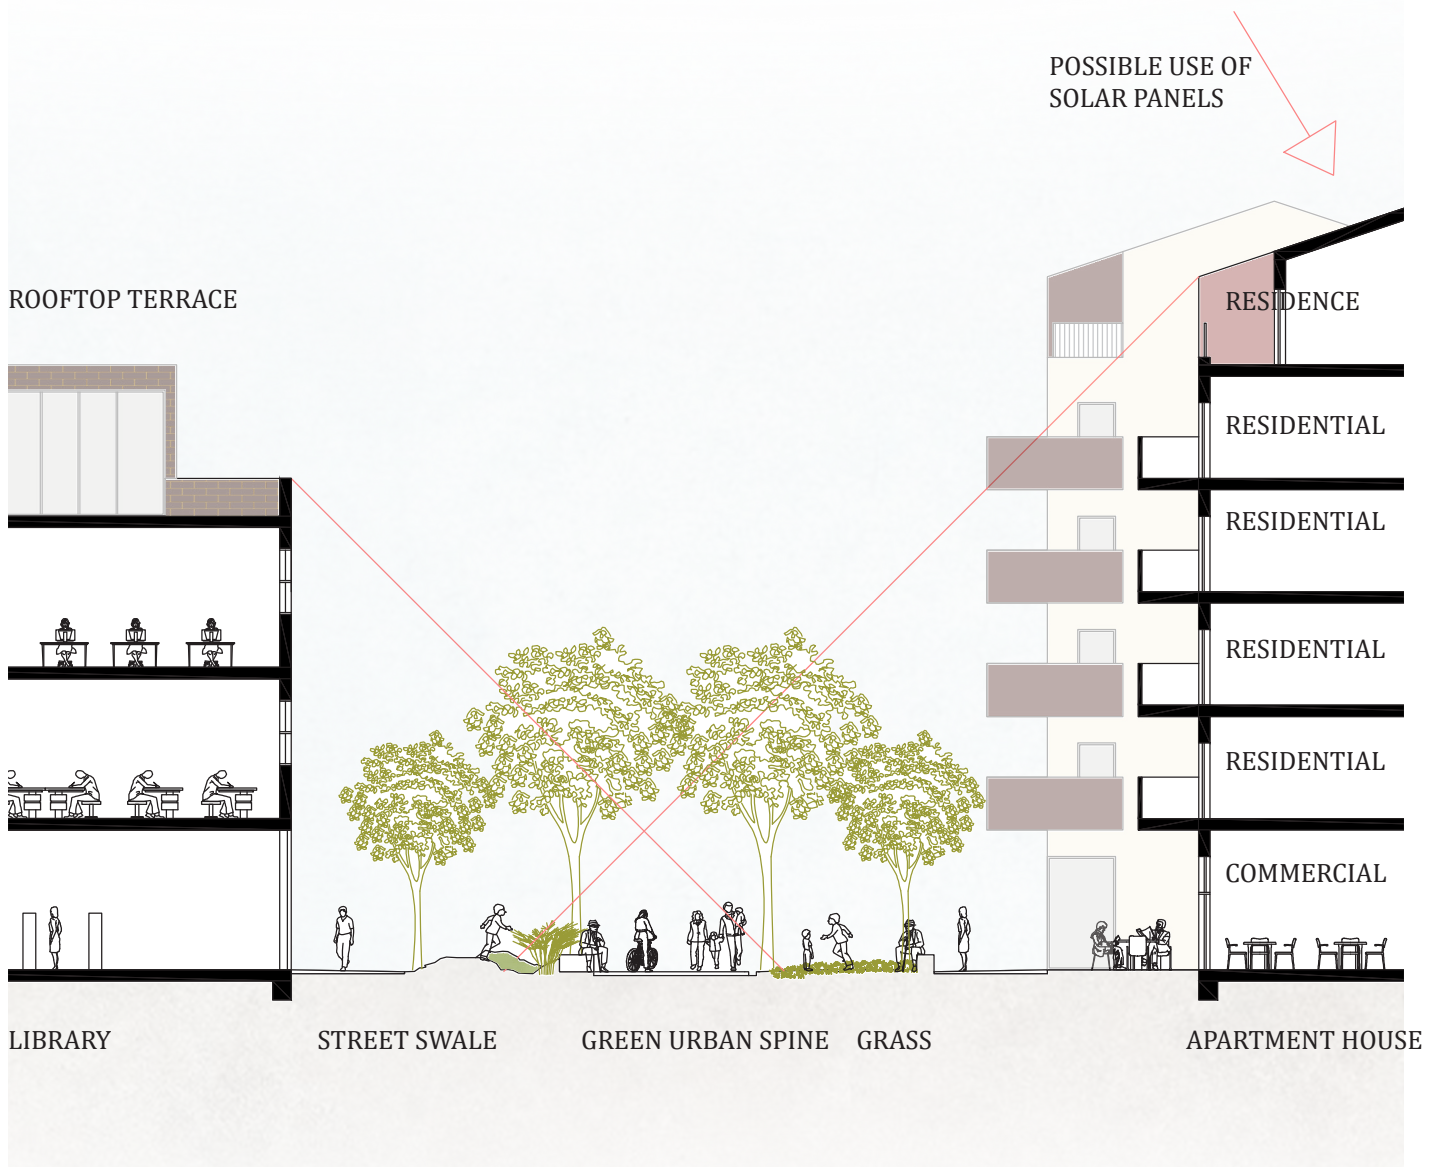 POSSIBLE USE OF
SOLAR PANELS
ROOFTOP TERRACE
RESIDENCE
RESIDENTIAL
RESIDENTIAL
RESIDENTIAL
RESIDENTIAL
COMMERCIAL
LIBRARY
STREET SWALE
GREEN URBAN SPINE
GRASS
APARTMENT HOUSE